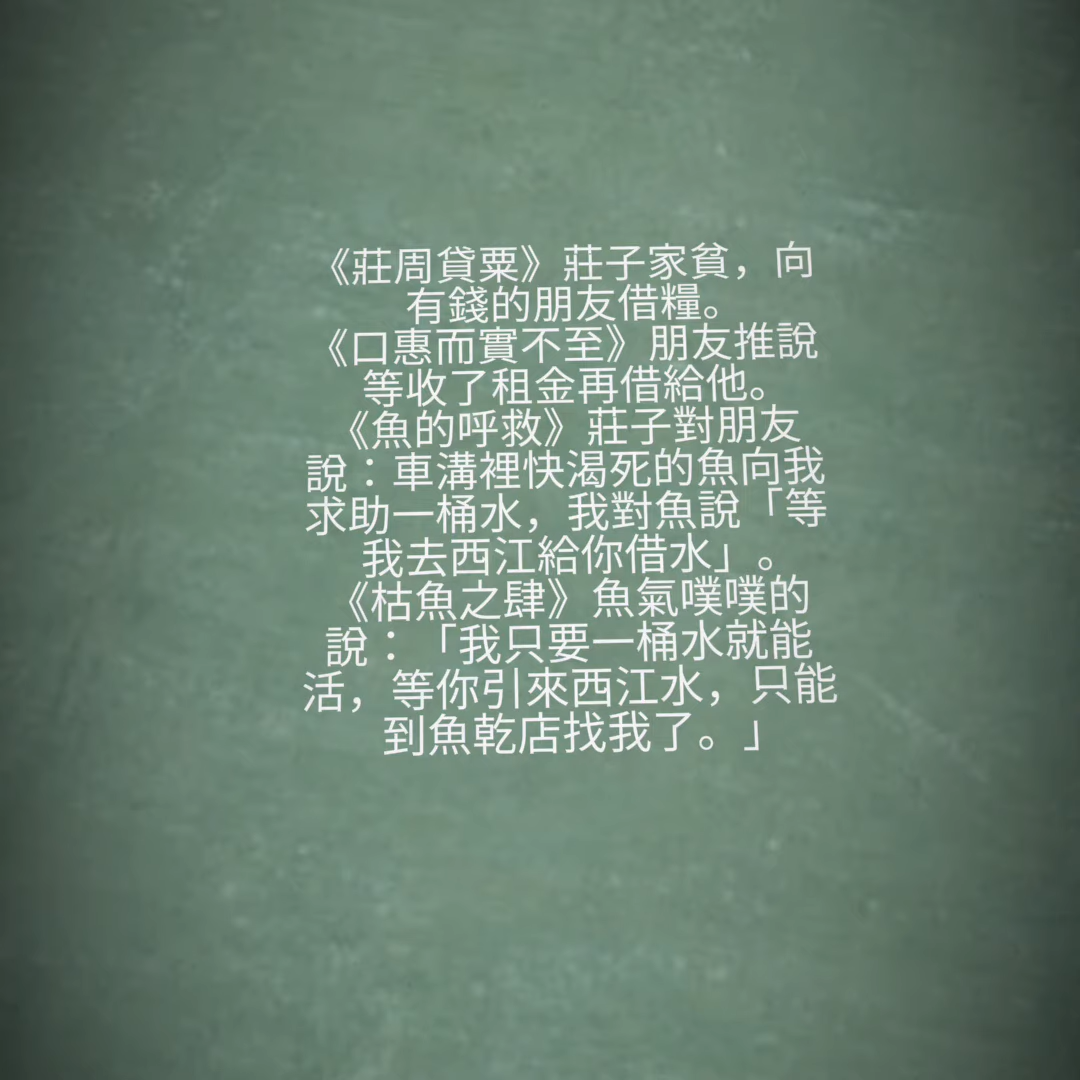 《莊周貸粟》莊子家貧，向
有錢的朋友借糧。
《口惠而實不至》朋友推說
等收了租金再借給他。
《魚的呼救》莊子對朋友
說：車溝裡快渴死的魚向我
求助一桶水，我對魚說「等
我去西江給你借水」。
《枯魚之肆》魚氣噗噗的
說：「我只要一桶水就能
活，等你引來西江水，只能
到魚乾店找我了。」